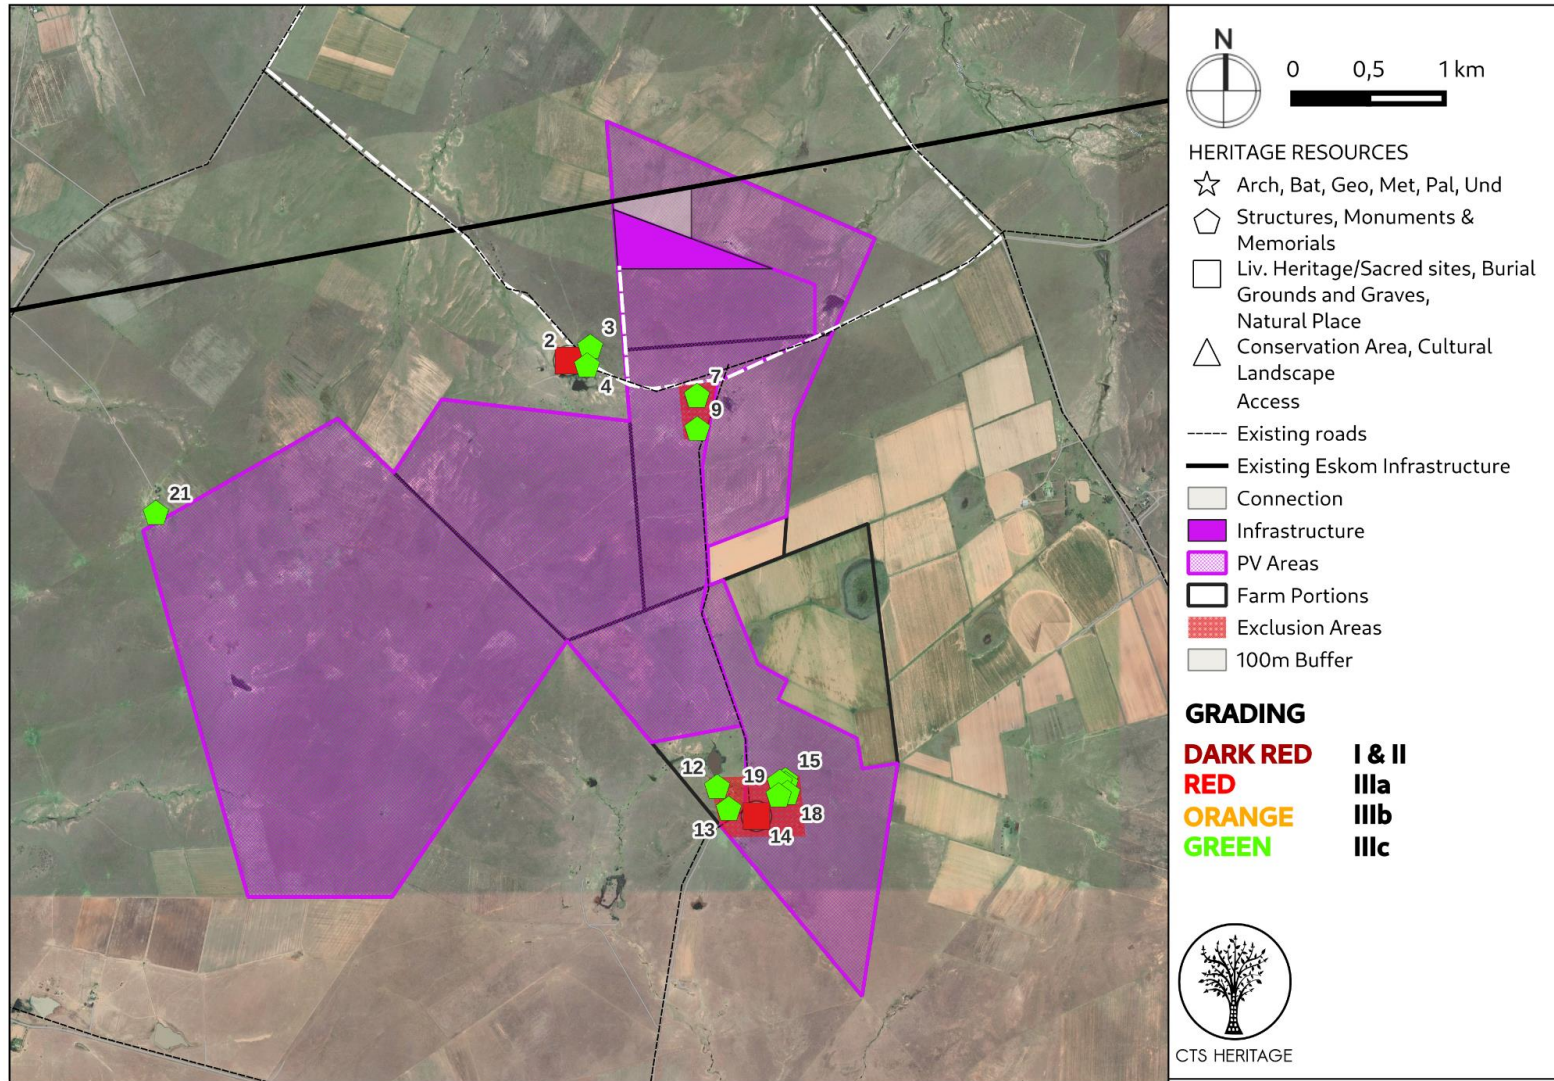 N
0 0,5 1 km
HERITAGE RESOURCES
Arch, Bat, Geo, Met, Pal, Und
Structures, Monuments &
Memorials
Liv. Heritage/Sacred sites, Burial
Grounds and Graves,
Natural Place
Conservation Area, Cultural
Landscape
Access
Existing roads
Existing Eskom Infrastructure
Connection
Infrastructure
PV Areas
Farm Portions
Exclusion Areas
100m Buffer
GRADING
DARK RED I & II
RED IIIa
ORANGE IIIb
GREEN IIIc
CTS HERITAGE
3
2
4
7
9
21
12
19
15
18
13
14